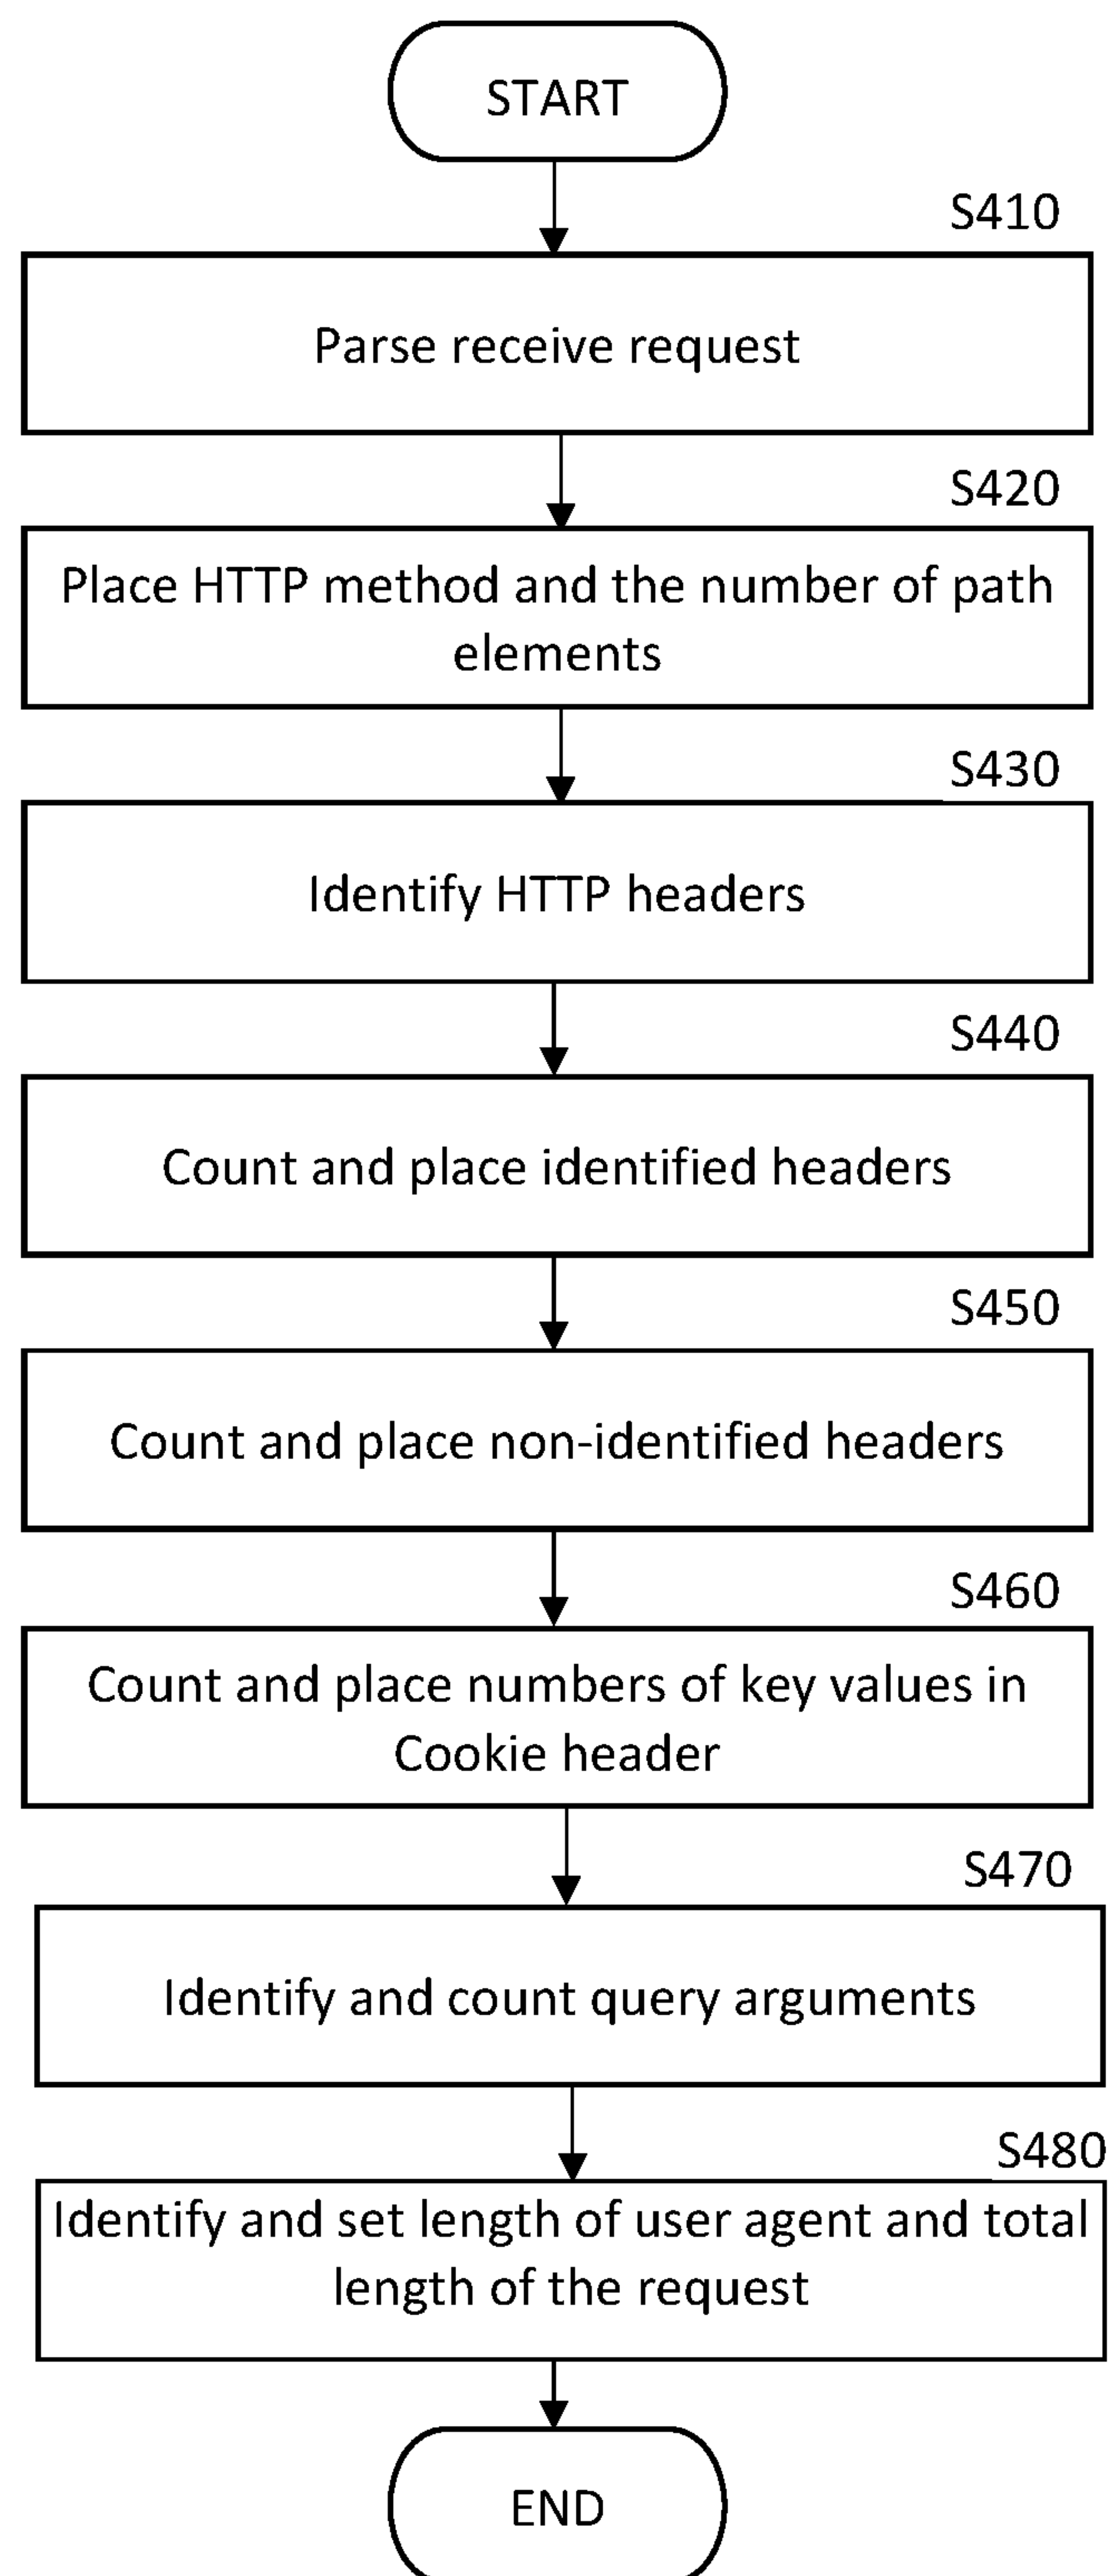 START
S410
Parse receive request
S420
Place HTTP method and the number of path
elements
S430
Identify HTTP headers
S440
Count and place identified headers
S450
Count and place non-identified headers
S460
Count and place numbers of key values in
Cookie header
S470
Identify and count query arguments
S480
Identify and set length of user agent and total
length of the request
END